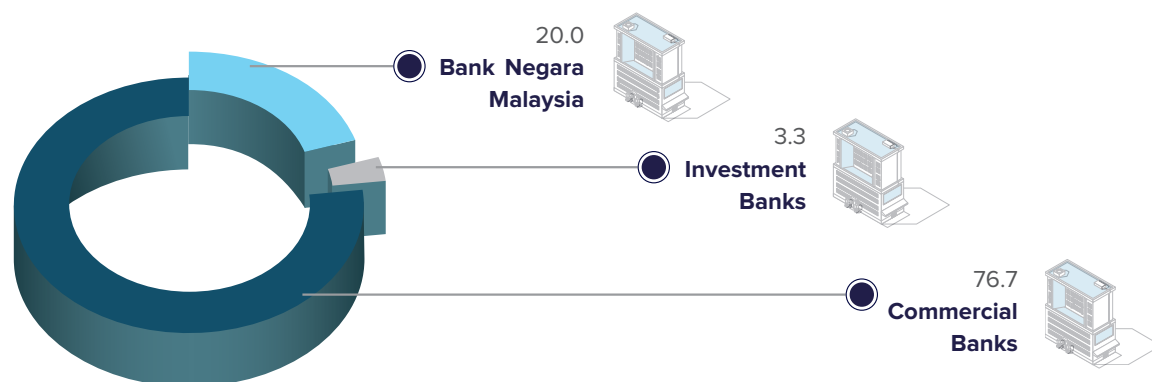 20.0
Bank Negara
Malaysia
3.3
Investment
Banks
76.7
Commercial
Banks